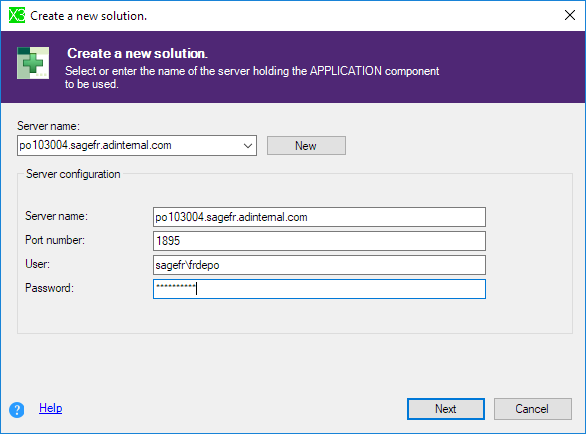 X3 Create a new solution.
Create a new solution.
Select or enter the name of the server holding the APPLICATION component
to be used.
Server name:
po103004.sagefr.adinternal.com
New
Server configuration
Server name: po103004.sagefr.adinternal.com
Port number: 1895
User: sagefr\frdepo
Password: **********
? Help
Next
Cancel